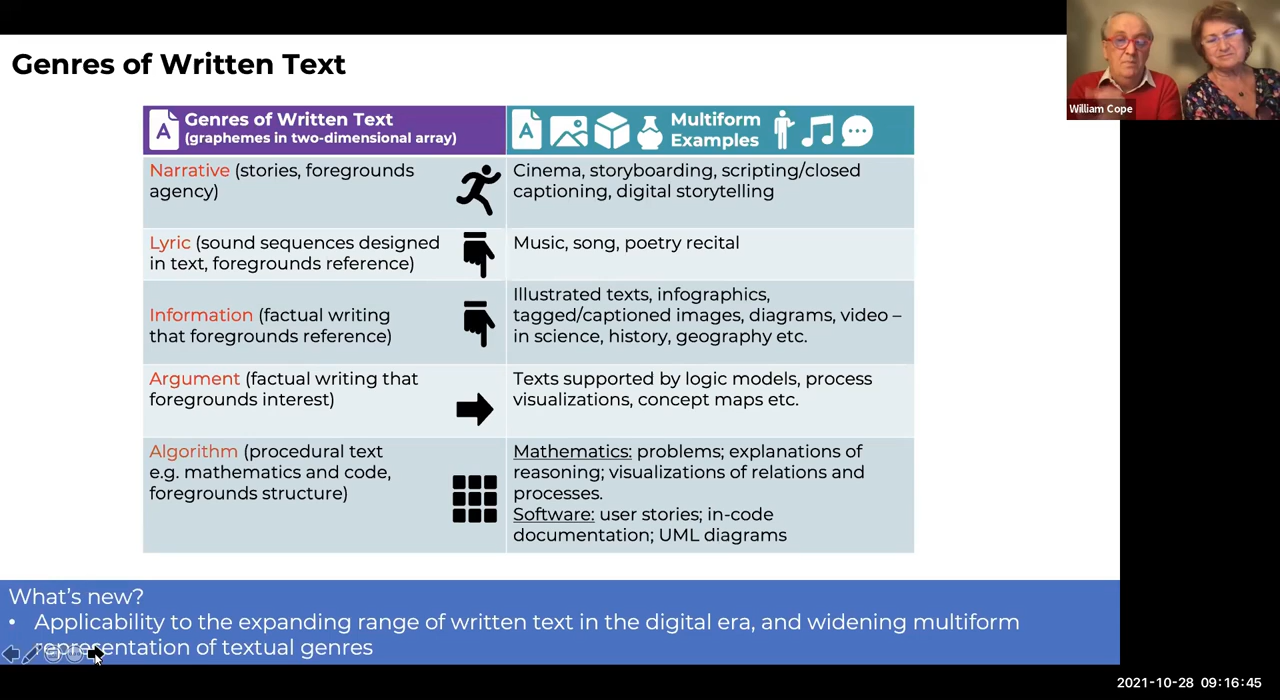 William Cope
Genres of Written Text
A
Genres of Written Text
(graphemes in two-dimensional array)
A
Multiform
Examples
Narrative (stories, foregrounds
agency)
Cinema, storyboarding, scripting/closed
captioning, digital storytelling
Lyric (sound sequences designed
in text, foregrounds reference)
Music, song, poetry recital
Information (factual writing
that foregrounds reference)
Illustrated texts, infographics,
tagged/captioned images, diagrams, video –
in science, history, geography etc.
Argument (factual writing that
foregrounds interest)
Texts supported by logic models, process
visualizations, concept maps etc.
Algorithm (procedural text
e.g. mathematics and code,
foregrounds structure)
Mathematics: problems; explanations of
reasoning; visualizations of relations and
processes.
Software: user stories; in-code
documentation; UML diagrams
What's new?
• Applicability to the expanding range of written text in the digital era, and widening multiform
representation of textual genres
2021-10-28 09:16:45